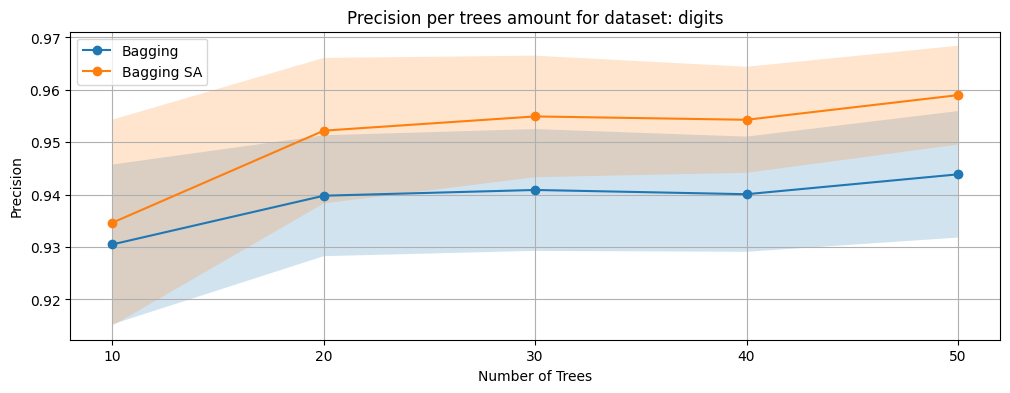 Precision per trees amount for dataset: digits
Bagging
Bagging SA
0.97
0.96
0.95
0.94
0.93
0.92
Precision
10 20 30 40 50
Number of Trees